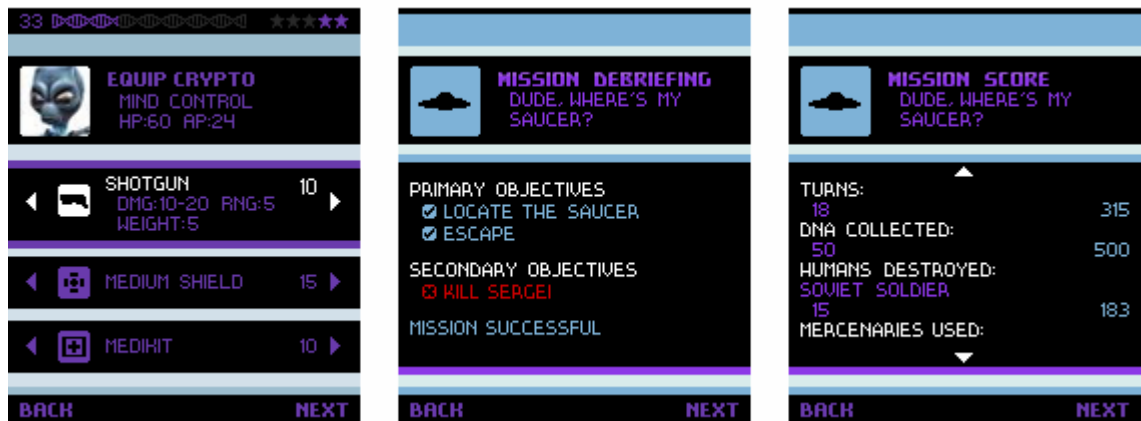 33
EQUIP CRYPTO
MIND CONTROL
HP:60 AP:24
SHOTGUN 10
DMG:10-20 RNG:5
WEIGHT:5
MEDIUM SHIELD 15
MEDIKIT 10
BACK NEXT
MISSION DEBRIEFING
DUDE, WHERE'S MY
SAUCER?
PRIMARY OBJECTIVES
LOCATE THE SAUCER
ESCAPE
SECONDARY OBJECTIVES
KILL SERGEI
MISSION SUCCESSFUL
BACK NEXT
MISSION SCORE
DUDE, WHERE'S MY
SAUCER?
TURNS:
18 315
DNA COLLECTED:
50 500
HUMANS DESTROYED:
SOVIET SOLDIER
15 183
MERCENARIES USED:
BACK NEXT